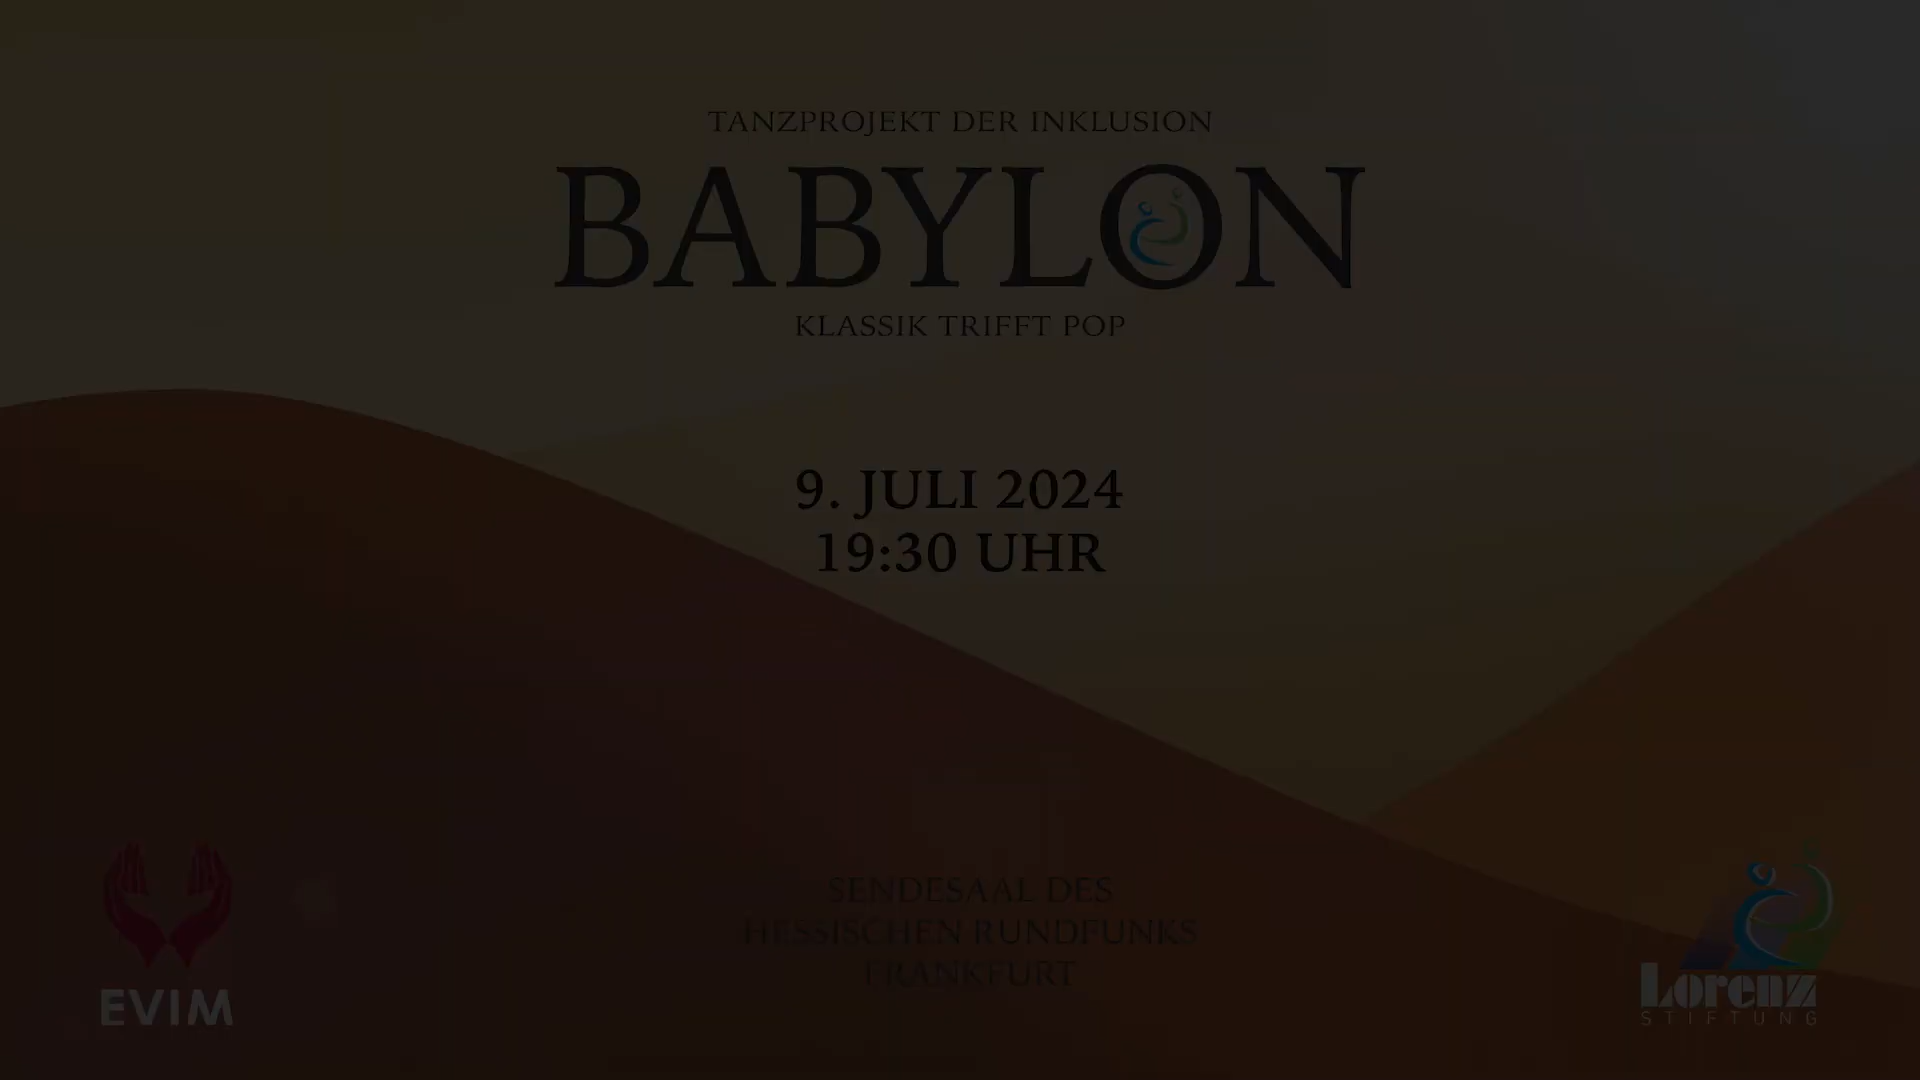 TANZPROJEKT DER INKLUSION
BABYLON
KLASSIK TRIFFT POP
9. JULI 2024
19:30 UHR
SENDESAAL DES
HESSISCHEN RUNDFUNKS
FRANKFURT
EVIM
Lorenz
STIFTUNG